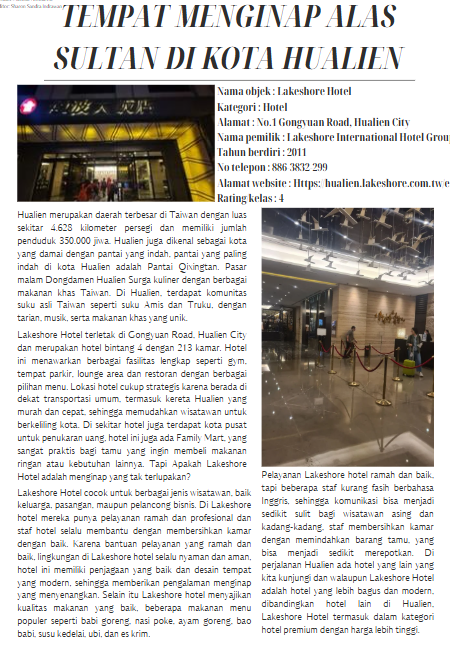 TEMPAT MENGINAP ALAS
SULTAN DI KOTA HUALIEN
Nama objek : Lakeshore Hotel
Kategori : Hotel
Alamat : No.1 Gongyuan Road, Hualien City
Nama pemilik : Lakeshore International Hotel Grou
Tahun berdiri : 2011
No telepon : 886 3832 299
Alamat website : Https:/hualien.lakeshore.com.tw/e
Rating kelas : 4
Hualien merupakan daerah terbesar di Taiwan dengan luas
sekitar 4.628 kilometer persegi dan memiliki jumlah
penduduk 350.000 jiwa. Hualien juga dikenal sebagai kota
yang damai dengan pantai yang indah, pantai yang paling
indah di kota Hualien adalah Pantai Qixingtan. Pasar
malam Dongdamen Hualien Surga kuliner dengan berbagai
makanan khas Taiwan. Di Hualien, terdapat komunitas
suku asli Taiwan seperti suku Amis dan Truku, dengan
tarian, musik, serta makanan khas yang unik.
Lakeshore Hotel terletak di Gongyuan Road, Hualien City
dan merupakan hotel bintang 4 dengan 213 kamar. Hotel
ini menawarkan berbagai fasilitas lengkap seperti gym,
tempat parkir, lounge area dan restoran dengan berbagai
pilihan menu. Lokasi hotel cukup strategis karena berada di
dekat transportasi umum, termasuk kereta Hualien yang
murah dan cepat, sehingga memudahkan wisatawan untuk
berkeliling kota. Di sekitar hotel juga terdapat kota pusat
untuk penukaran uang, hotel ini juga ada Family Mart, yang
sangat praktis bagi tamu yang ingin membeli makanan
ringan atau kebutuhan lainnya. Tapi Apakah Lakeshore
Hotel adalah menginap yang tak terlupakan?
Lakeshore Hotel cocok untuk berbagai jenis wisatawan, baik
keluarga, pasangan, maupun pelancong bisnis. Di Lakeshore
hotel mereka punya pelayanan ramah dan profesional dan
staf hotel selalu membantu dengan membersihkan kamar
dengan baik. Karena bantuan pelayanan yang ramah dan
baik, lingkungan di Lakeshore hotel selalu nyaman dan aman,
hotel ini memiliki penjagaan yang baik dan desain tempat
yang modern, sehingga memberikan pengalaman menginap
yang menyenangkan. Selain itu Lakeshore hotel menyajikan
kualitas makanan yang baik, beberapa makanan menu
populer seperti babi goreng, nasi poke, ayam goreng, bao
babi, susu kedelai, ubi, dan es krim.
Pelayanan Lakeshore hotel ramah dan baik,
tapi beberapa staf kurang fasih berbahasa
Inggris, sehingga komunikasi bisa menjadi
sedikit sulit bagi wisatawan asing dan
kadang-kadang, staf membersihkan kamar
dengan memindahkan barang tamu, yang
bisa menjadi sedikit merepotkan. Di
perjalanan Hualien ada hotel yang lain yang
kita kunjungi dan walaupun Lakeshore Hotel
adalah hotel yang lebih bagus dan modern,
dibandingkan hotel lain di Hualien,
Lakeshore Hotel termasuk dalam kategori
hotel premium dengan harga lebih tinggi.